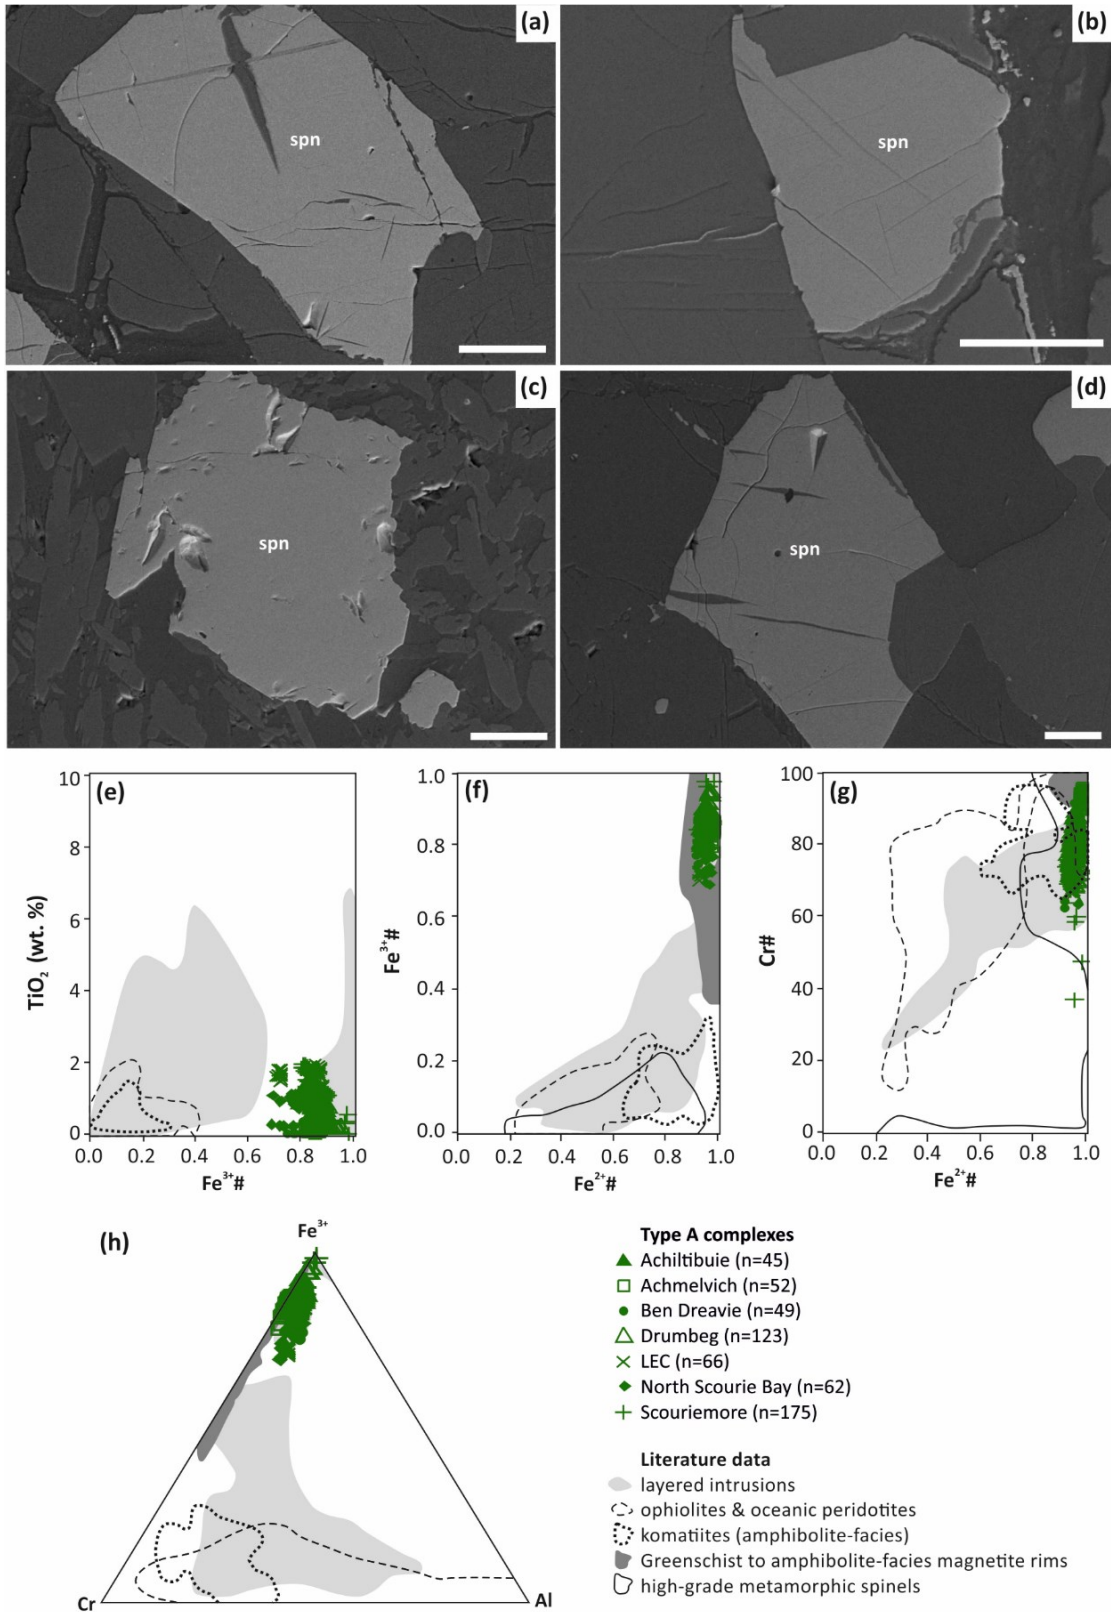 (a)
spn
(b)
spn
(c)
spn
(d)
spn
(e)
10
8
6
4
2
0
TiO₂ (wt. %)
0.0 0.2 0.4 0.6 0.8 1.0
Fe³⁺#
(f)
1.0
0.8
0.6
0.4
0.2
0.0
Fe³⁺#
0.0 0.2 0.4 0.6 0.8 1.0
Fe²⁺#
(g)
100
80
60
40
20
0
Cr#
0.0 0.2 0.4 0.6 0.8 1.0
Fe²⁺#
(h)
Fe³⁺
Cr
Al
Type A complexes
Achiltibuie (n=45)
Achmelvich (n=52)
Ben Dreavie (n=49)
Drumbeg (n=123)
LEC (n=66)
North Scourie Bay (n=62)
Scouriemore (n=175)
Literature data
layered intrusions
ophiolites & oceanic peridotites
komatiites (amphibolite-facies)
Greenschist to amphibolite-facies magnetite rims
high-grade metamorphic spinels